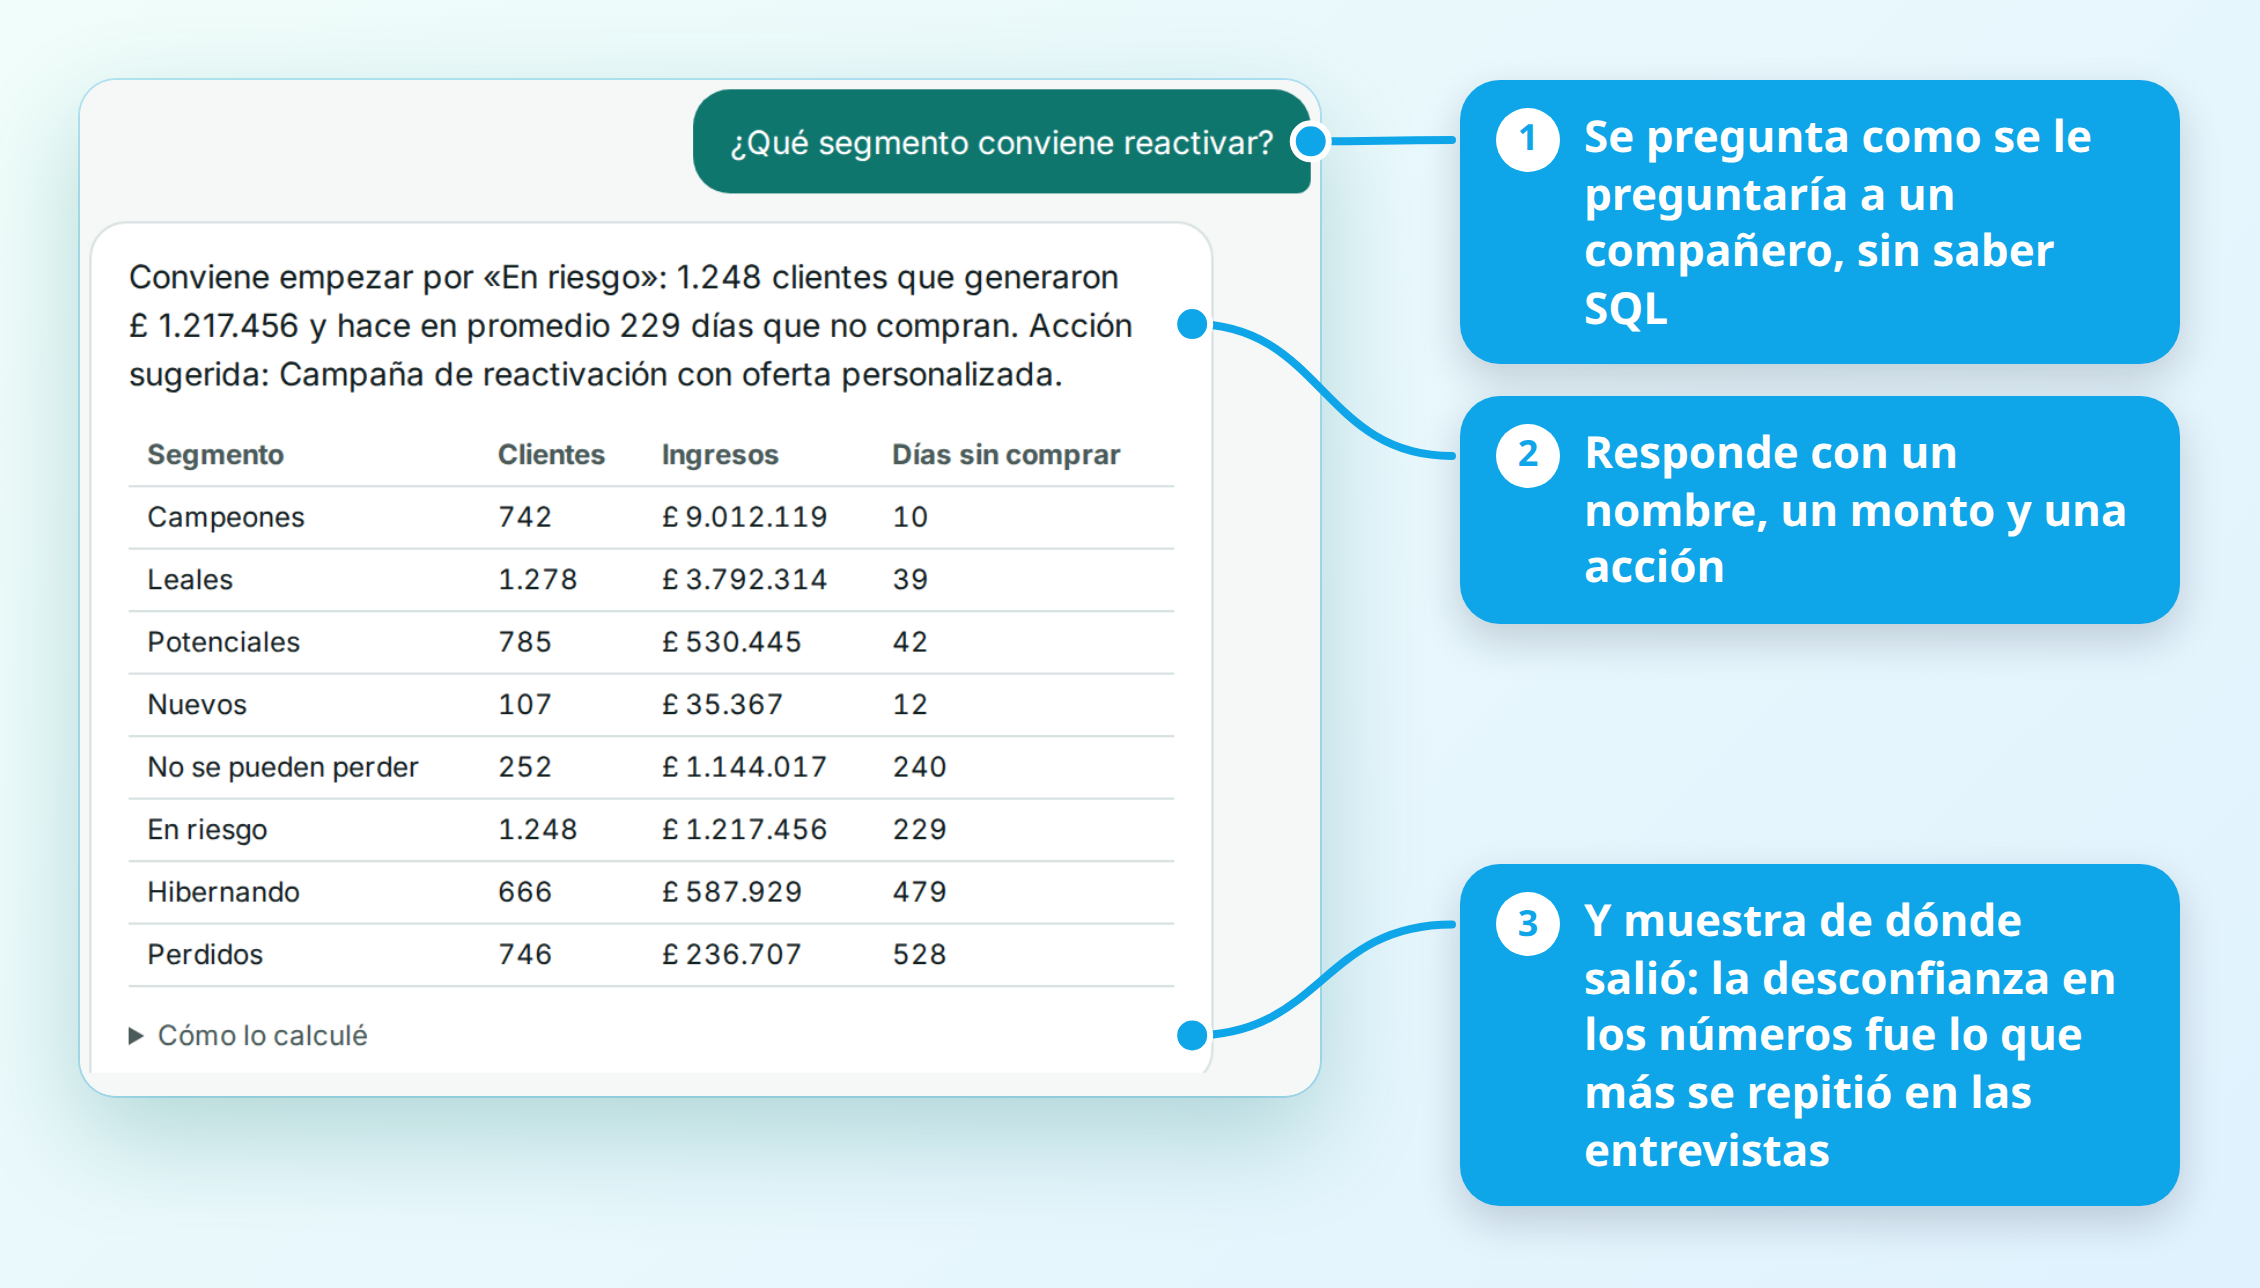 ¿Qué segmento conviene reactivar?
Conviene empezar por «En riesgo»: 1.248 clientes que generaron
£ 1.217.456 y hace en promedio 229 días que no compran. Acción
sugerida: Campaña de reactivación con oferta personalizada.
Segmento Clientes Ingresos Días sin comprar
Campeones 742 £ 9.012.119 10
Leales 1.278 £ 3.792.314 39
Potenciales 785 £ 530.445 42
Nuevos 107 £ 35.367 12
No se pueden perder 252 £ 1.144.017 240
En riesgo 1.248 £ 1.217.456 229
Hibernando 666 £ 587.929 479
Perdidos 746 £ 236.707 528
Cómo lo calculé
1 Se pregunta como se le
preguntaría a un
compañero, sin saber
SQL
2 Responde con un
nombre, un monto y una
acción
3 Y muestra de dónde
salió: la desconfianza en
los números fue lo que
más se repitió en las
entrevistas